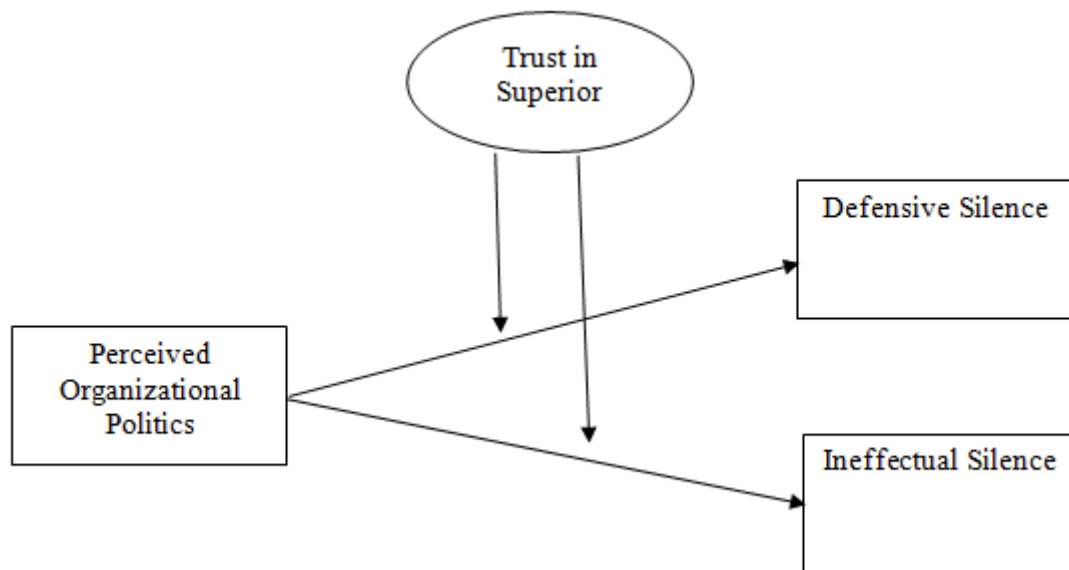 Trust in
Superior
Defensive Silence
Perceived
Organizational
Politics
Ineffectual Silence